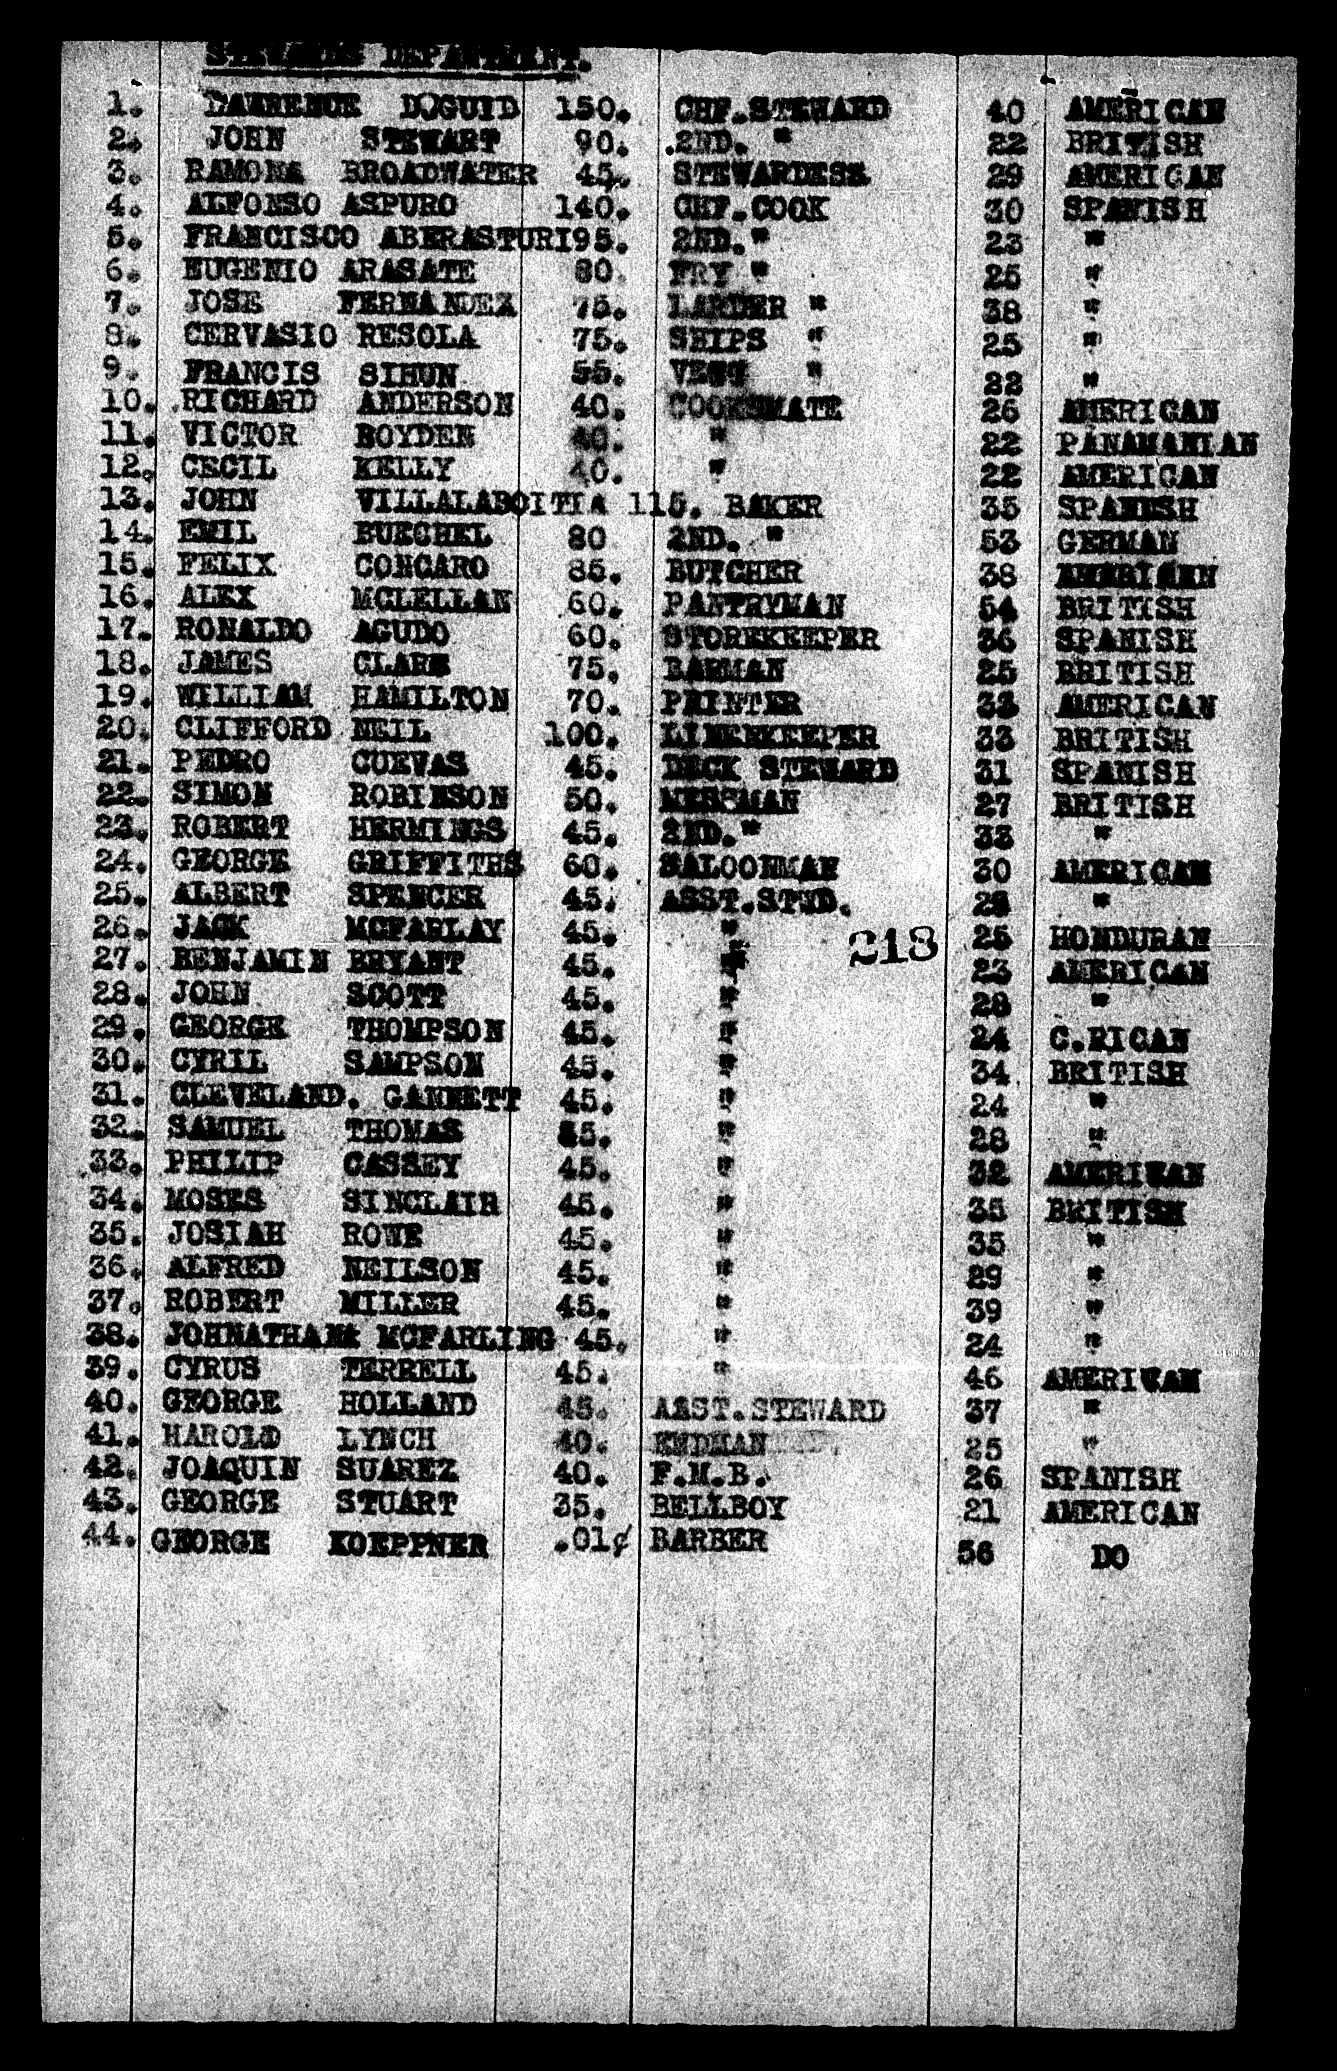 STEWARDS DEPARTMENT.
1. LAWRENCE DUGUID 150. CHF.STEWARD 40 AMERICAN
2. JOHN STEWART 90. 2ND. " 22 BRITISH
3. RAMONA BROADWATER 45. STEWARDESS 29 AMERICAN
4. ALFONSO ASPURO 140. CHF.COOK 30 SPANISH
5. FRANCISCO ABERASTURI 95. 2ND." 23 "
6. EUGENIO ARASATE 80. FRY " 25 "
7. JOSE FERNANDEZ 75. LARDER " 38 "
8. CERVASIO RESOLA 75. SHIPS " 25 "
9. FRANCIS SIHUN 55. VEGG " 22 "
10. RICHARD ANDERSON 40. COOKSMATE 26 AMERICAN
11. VICTOR BOYDEN 40. " 22 PANAMANIAN
12. CECIL KELLY 40. " 22 AMERICAN
13. JOHN VILLALABOITIA 115. BAKER 35 SPANISH
14. EMIL BUECHEL 80 2ND. " 53 GERMAN
15. FELIX CONGARO 85. BUTCHER 38 AMERICAN
16. ALEX MCLELLAN 60. PANTRYMAN 54 BRITISH
17. RONALDO AGUDO 60. STOREKEEPER 36 SPANISH
18. JAMES CLARE 75. BARMAN 25 BRITISH
19. WILLIAM HAMILTON 70. PRINTER 32 AMERICAN
20. CLIFFORD NEIL 100. LINERKEEPER 33 BRITISH
21. PEDRO CUEVAS 45. DECK STEWARD 31 SPANISH
22. SIMON ROBINSON 50. MESSMAN 27 BRITISH
23. ROBERT HERMINGS 45. 2ND." 33 "
24. GEORGE GRIFFITHS 60. SALOONMAN 30 AMERICAN
25. ALBERT SPENCER 45. ASST.STWD. 28 "
26. JACK MCFARLAY 45. " 25 HONDURAN
218
27. BENJAMIN BRYANT 45. " 23 AMERICAN
28. JOHN SCOTT 45. " 28 "
29. GEORGE THOMPSON 45. " 24 C.RICAN
30. CYRIL SAMPSON 45. " 34 BRITISH
31. CLEVELAND. GANNETT 45. " 24 "
32. SAMUEL THOMAS 45. " 28 "
33. PHILIP CASSEY 45. " 32 AMERICAN
34. MOSES SINCLAIR 45. " 35 BRITISH
35. JOSIAH ROWE 45. " 35 "
36. ALFRED NEILSON 45. " 29 "
37. ROBERT MILLER 45. " 39 "
38. JOHNATHAN MCFARLING 45. " 24 "
39. CYRUS TERRELL 45. " 46 AMERICAN
40. GEORGE HOLLAND 45. ASST.STEWARD 37 "
41. HAROLD LYNCH 40. ENDMAN 25 "
42. JOAQUIN SUAREZ 40. F.M.B. 26 SPANISH
43. GEORGE STUART 35. BELLBOY 21 AMERICAN
44. GEORGE KOEPPNER .01¢ BARBER 56 DO